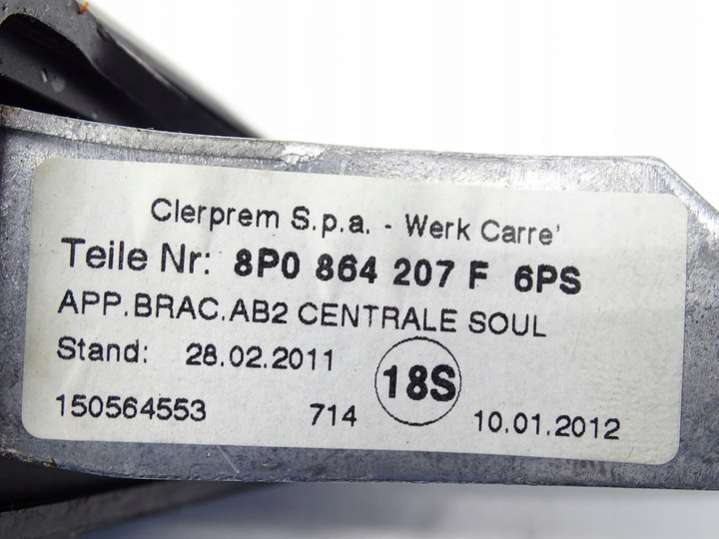 Clerprem S.p.a. - Werk Carre'
Teile Nr: 8P0 864 207 F 6PS
APP.BRAC.AB2 CENTRALE SOUL
Stand: 28.02.2011 18S
150564553 714 10.01.2012